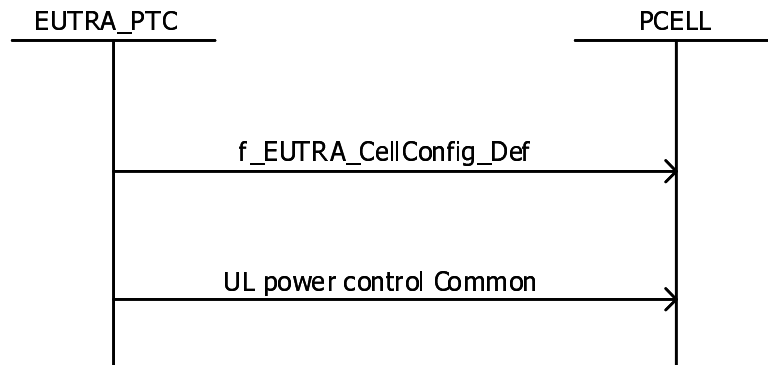 EUTRA_PTC
PCELL
f_EUTRA_CellConfig_Def
UL power control Common